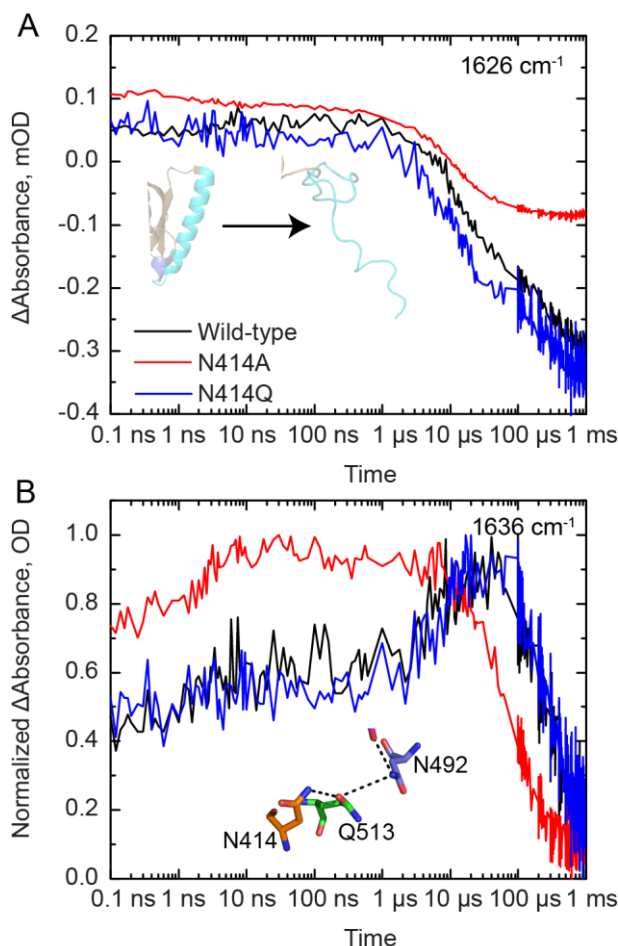 A
1626 cm⁻¹
0.2
0.1
0.0
-0.1
-0.2
-0.3
-0.4
ΔAbsorbance, mOD
Wild-type
N414A
N414Q
0.1 ns 1 ns 10 ns 100 ns 1 µs 10 µs 100 µs 1 ms
Time
B
1636 cm⁻¹
1.0
0.8
0.6
0.4
0.2
0.0
Normalized ΔAbsorbance, OD
N492
N414
Q513
0.1 ns 1 ns 10 ns 100 ns 1 µs 10 µs 100 µs 1 ms
Time